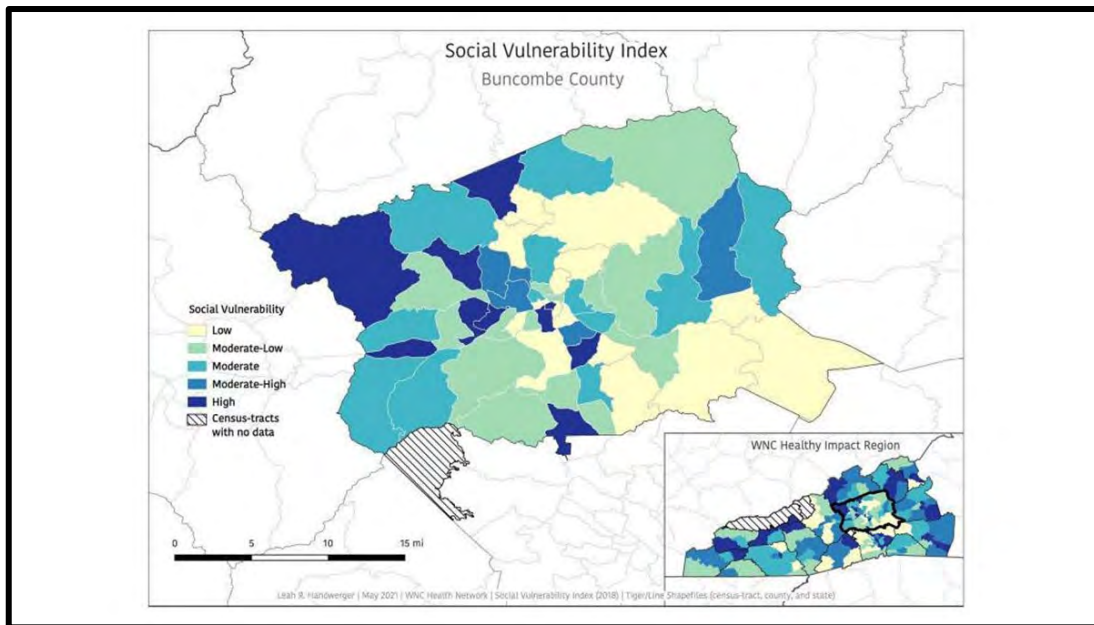 Social Vulnerability Index
Buncombe County
Social Vulnerability
Low
Moderate-Low
Moderate
Moderate-High
High
Census-tracts
with no data
0 5 10 15 mi
WNC Healthy Impact Region
Leah R. Handwerger | May 2021 | WNC Health Network | Social Vulnerability Index (2018) | Tiger/Line Shapefiles (census-tract, county, and state)